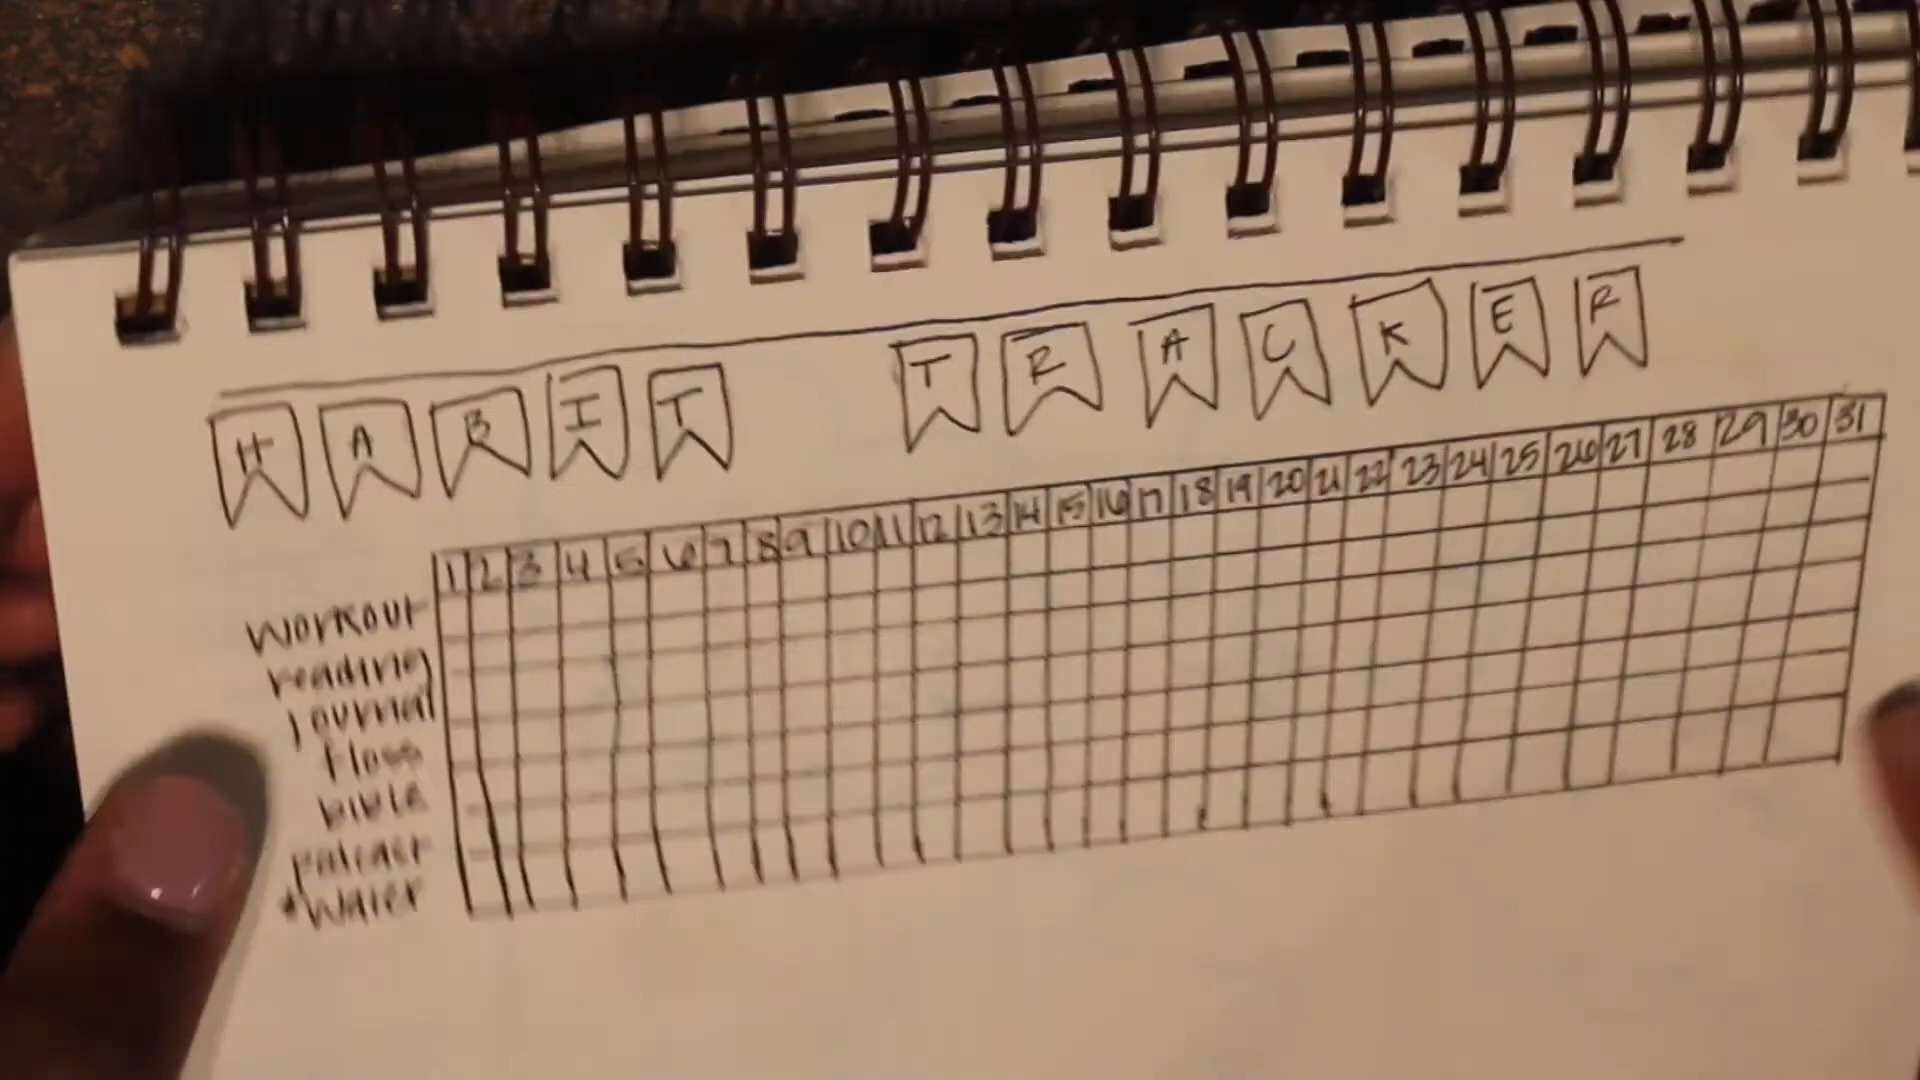 HABIT TRACKER
1 2 3 4 5 6 7 8 9 10 11 12 13 14 15 16 17 18 19 20 21 22 23 24 25 26 27 28 29 30 31
workout
reading
journal
floss
bible
podcast
*water